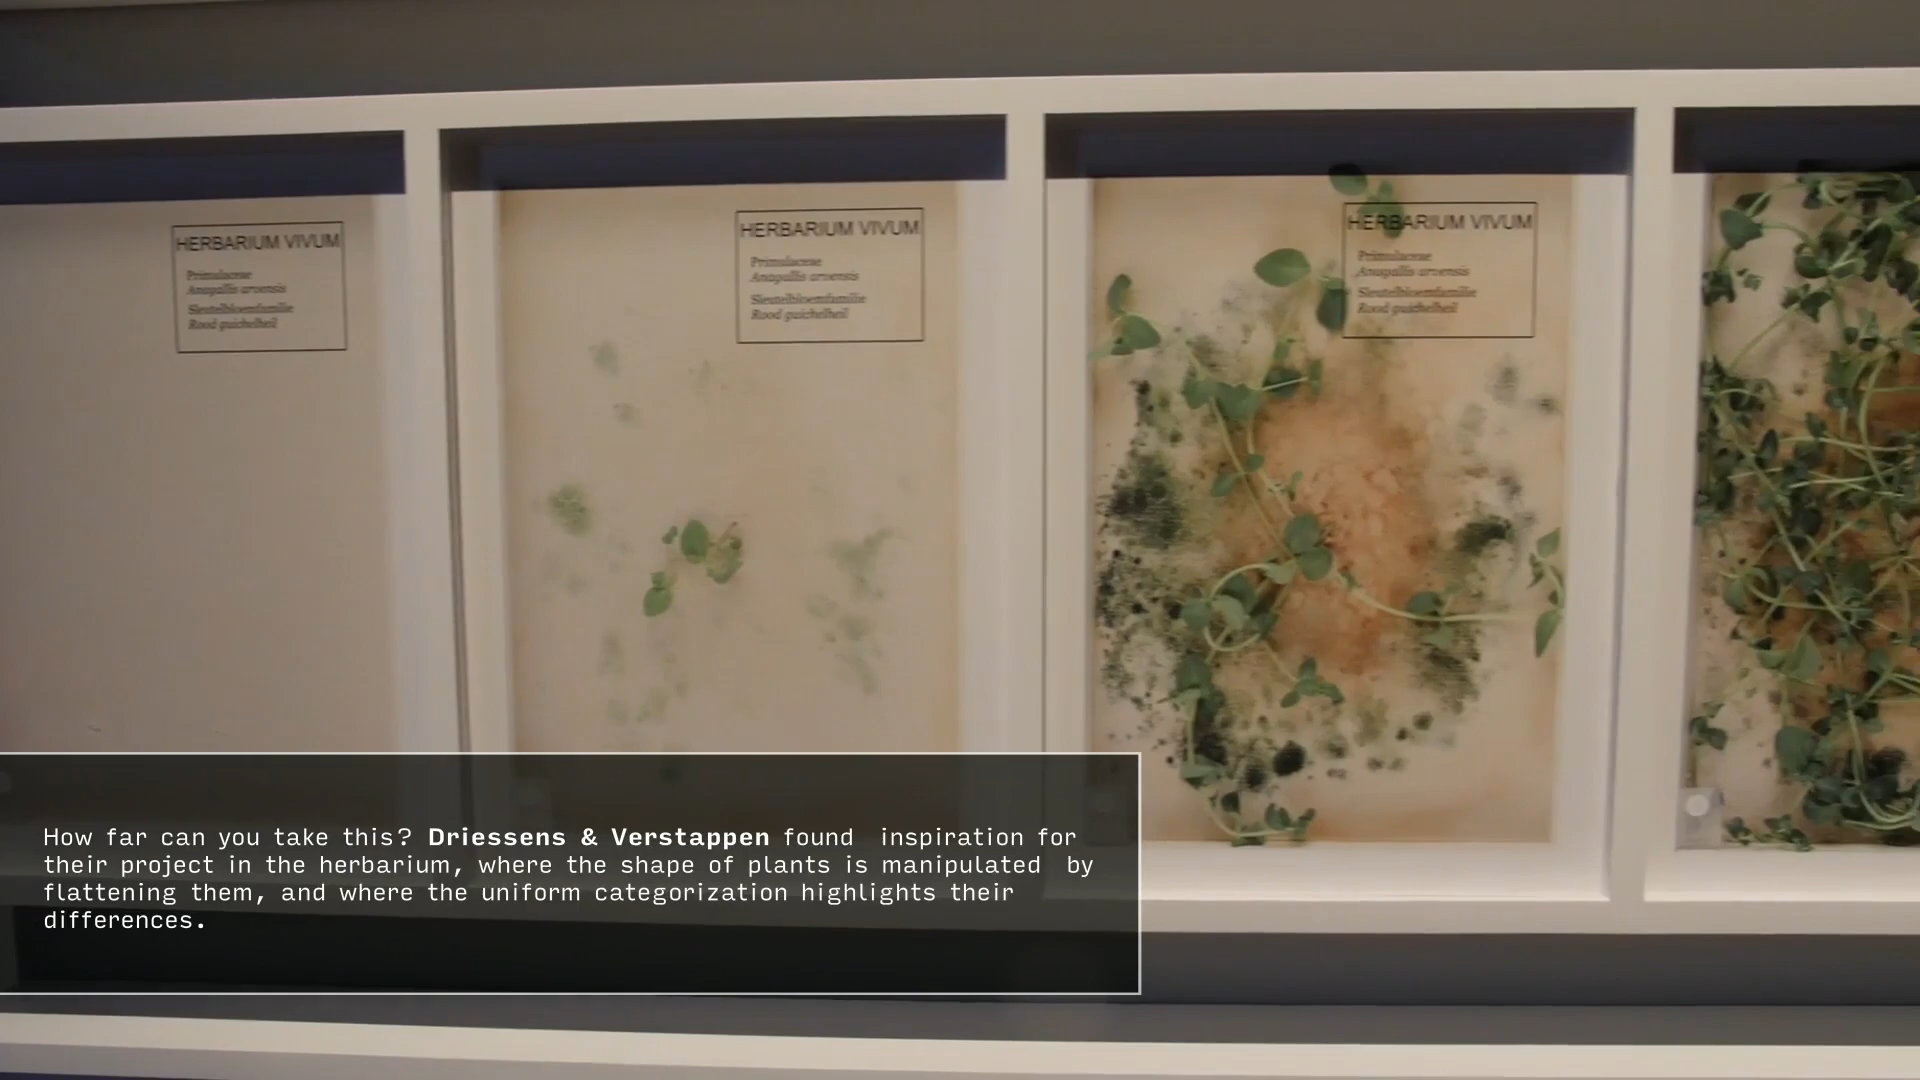 HERBARIUM VIVUM
Primulaceae
Anagallis arvensis
Sleutelbloemfamilie
Rood guichelheil
HERBARIUM VIVUM
Primulaceae
Anagallis arvensis
Sleutelbloemfamilie
Rood guichelheil
HERBARIUM VIVUM
Primulaceae
Anagallis arvensis
Sleutelbloemfamilie
Rood guichelheil
How far can you take this? Driessens & Verstappen found inspiration for
their project in the herbarium, where the shape of plants is manipulated by
flattening them, and where the uniform categorization highlights their
differences.